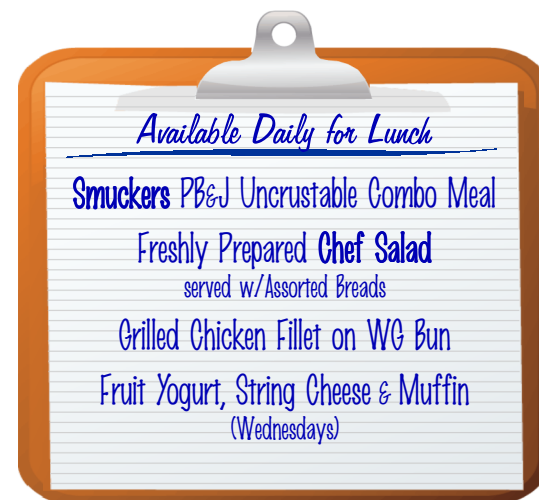 Available Daily for Lunch
Smuckers PB&J Uncrustable Combo Meal
Freshly Prepared Chef Salad
served w/Assorted Breads
Grilled Chicken Fillet on WG Bun
Fruit Yogurt, String Cheese & Muffin
(Wednesdays)